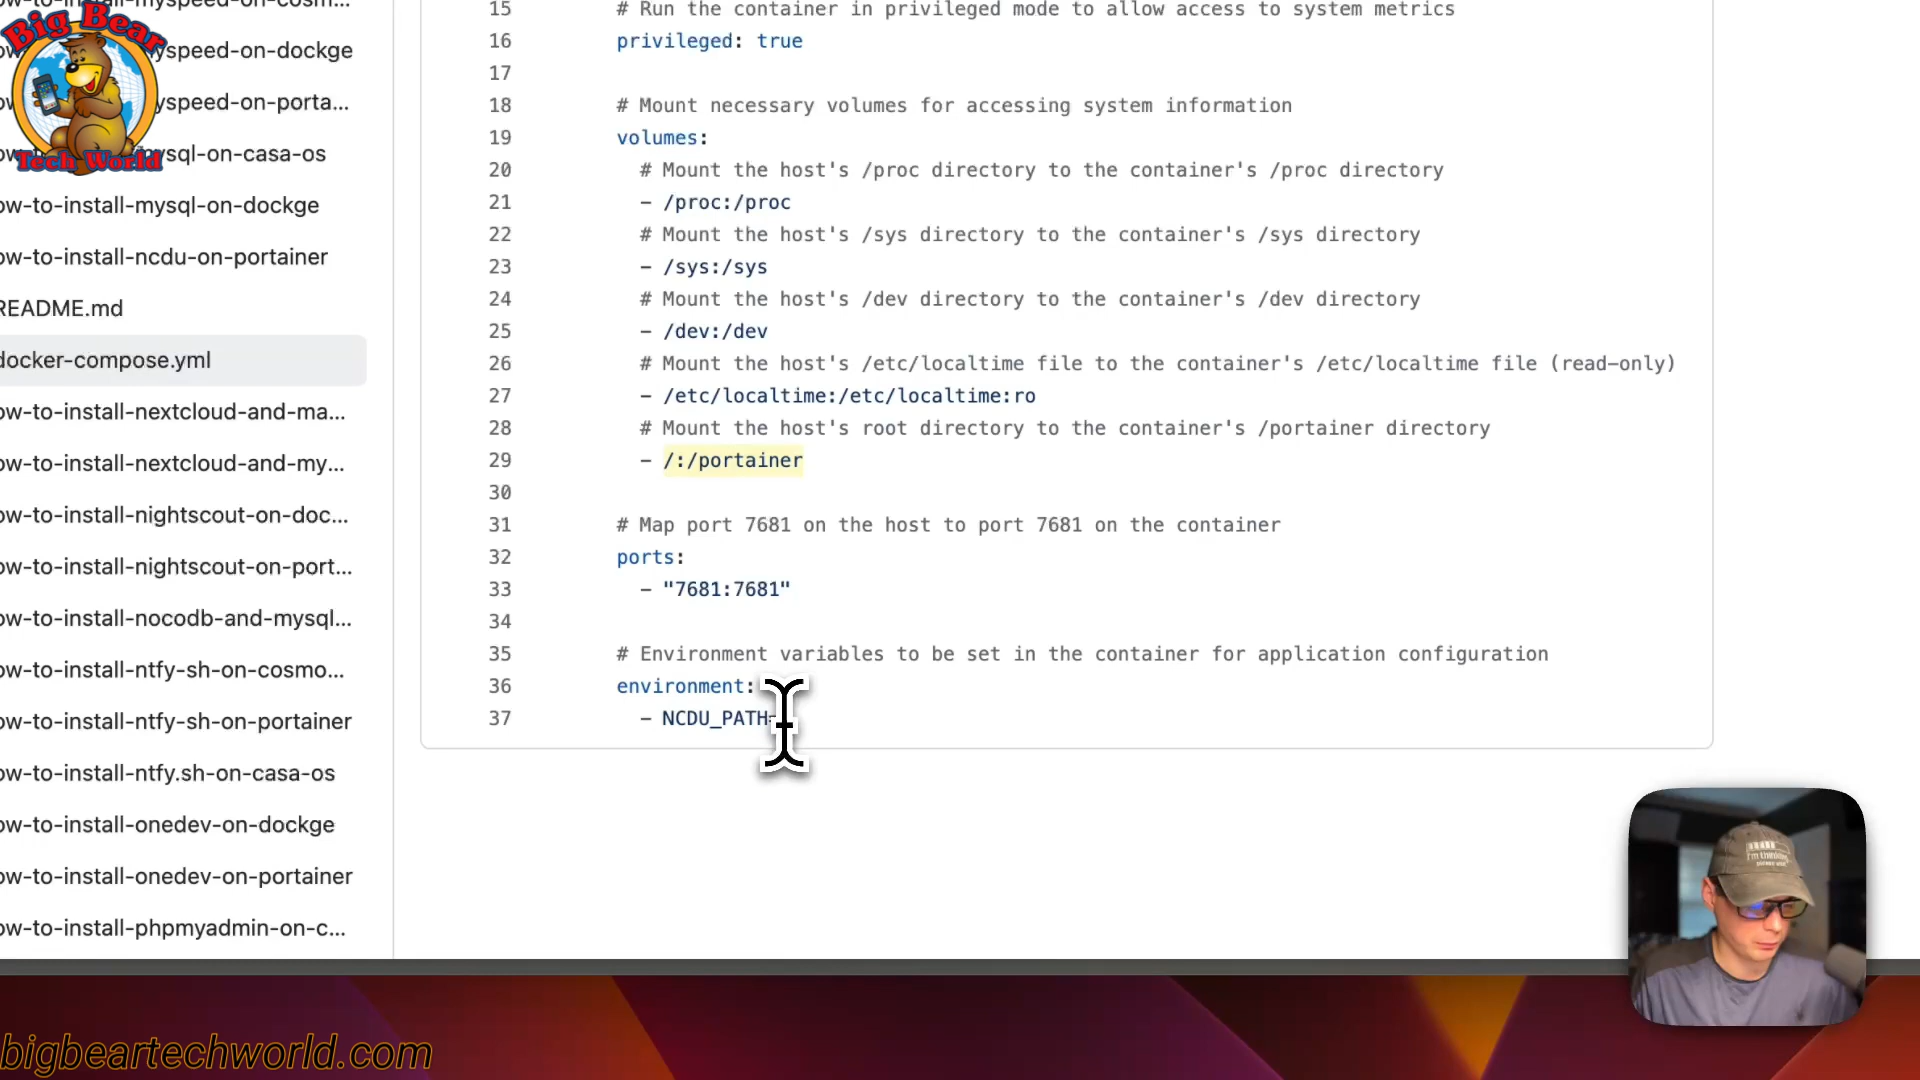 ow-to-install-myspeed-on-cosm...
Big Bear
Tech World
yspeed-on-dockge
yspeed-on-porta...
ysql-on-casa-os
ow-to-install-mysql-on-dockge
ow-to-install-ncdu-on-portainer
README.md
docker-compose.yml
ow-to-install-nextcloud-and-ma...
ow-to-install-nextcloud-and-my...
ow-to-install-nightscout-on-doc...
ow-to-install-nightscout-on-port...
ow-to-install-nocodb-and-mysql...
ow-to-install-ntfy-sh-on-cosmo...
ow-to-install-ntfy-sh-on-portainer
ow-to-install-ntfy.sh-on-casa-os
ow-to-install-onedev-on-dockge
ow-to-install-onedev-on-portainer
ow-to-install-phpmyadmin-on-c...
15 # Run the container in privileged mode to allow access to system metrics
16 privileged: true
17
18 # Mount necessary volumes for accessing system information
19 volumes:
20 # Mount the host's /proc directory to the container's /proc directory
21 - /proc:/proc
22 # Mount the host's /sys directory to the container's /sys directory
23 - /sys:/sys
24 # Mount the host's /dev directory to the container's /dev directory
25 - /dev:/dev
26 # Mount the host's /etc/localtime file to the container's /etc/localtime file (read-only)
27 - /etc/localtime:/etc/localtime:ro
28 # Mount the host's root directory to the container's /portainer directory
29 - /:/portainer
30
31 # Map port 7681 on the host to port 7681 on the container
32 ports:
33 - "7681:7681"
34
35 # Environment variables to be set in the container for application configuration
36 environment:
37 - NCDU_PATH=
bigbeartechworld.com